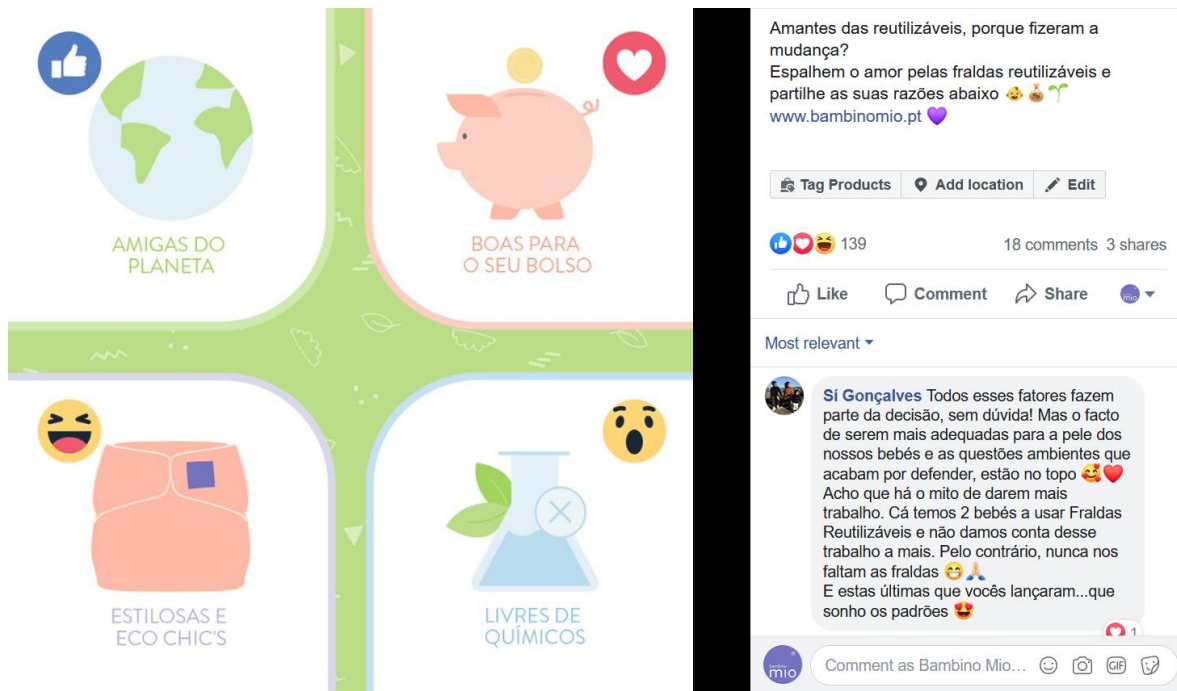 AMIGAS DO
PLANETA
BOAS PARA
O SEU BOLSO
ESTILOSAS E
ECO CHIC'S
LIVRES DE
QUÍMICOS
Amantes das reutilizáveis, porque fizeram a
mudança?
Espalhem o amor pelas fraldas reutilizáveis e
partilhe as suas razões abaixo 👶💰🌱
www.bambinomio.pt 💜
Tag Products Add location Edit
139 18 comments 3 shares
Like Comment Share
Most relevant
Sí Gonçalves Todos esses fatores fazem
parte da decisão, sem dúvida! Mas o facto
de serem mais adequadas para a pele dos
nossos bebés e as questões ambientes que
acabam por defender, estão no topo 🥰❤️
Acho que há o mito de darem mais
trabalho. Cá temos 2 bebés a usar Fraldas
Reutilizáveis e não damos conta desse
trabalho a mais. Pelo contrário, nunca nos
faltam as fraldas 😁🙏🏻
E estas últimas que vocês lançaram...que
sonho os padrões 😍
1
bambino
mio
Comment as Bambino Mio... GIF